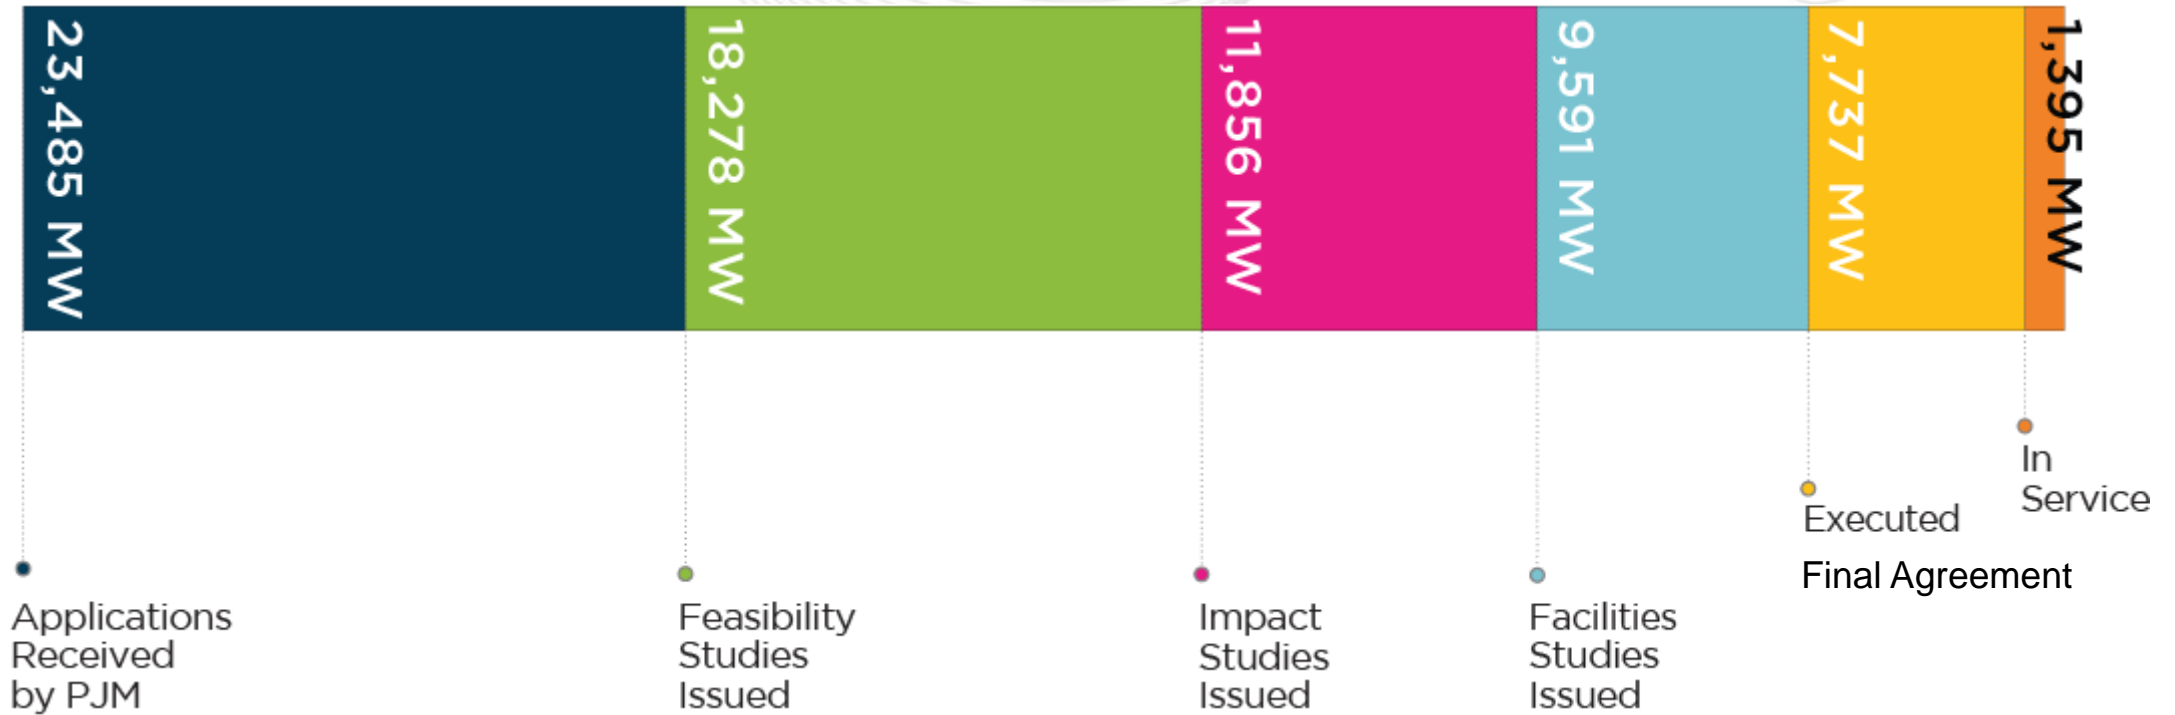 23,485 MW
18,278 MW
11,856 MW
9,591 MW
7,737 MW
1,395 MW
Applications
Received
by PJM
Feasibility
Studies
Issued
Impact
Studies
Issued
Facilities
Studies
Issued
Executed
Final Agreement
In
Service